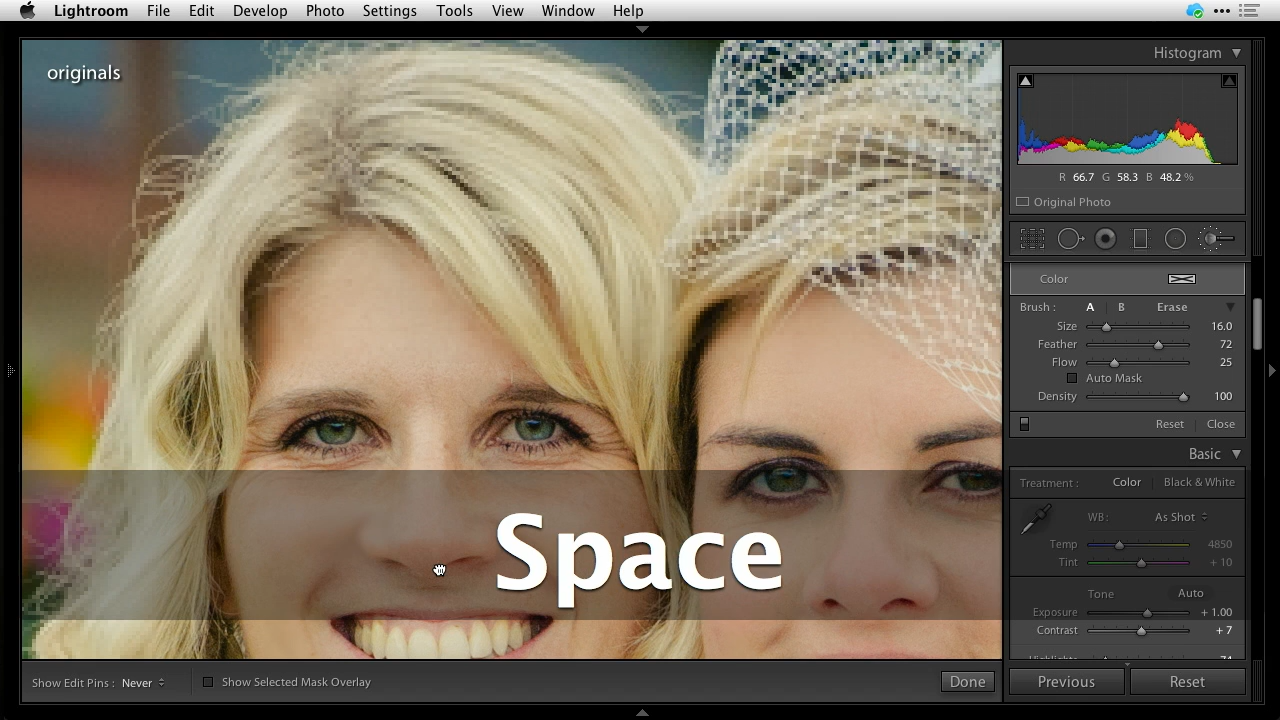 Lightroom File Edit Develop Photo Settings Tools View Window Help
originals
Histogram
R 66.7 G 58.3 B 48.2 %
Original Photo
Color
Brush : A B Erase
Size 16.0
Feather 72
Flow 25
Auto Mask
Density 100
Reset Close
Basic
Treatment : Color Black & White
WB : As Shot
Temp 4850
Tint + 10
Tone Auto
Exposure + 1.00
Contrast + 7
Space
Show Edit Pins : Never Show Selected Mask Overlay Done
Previous Reset